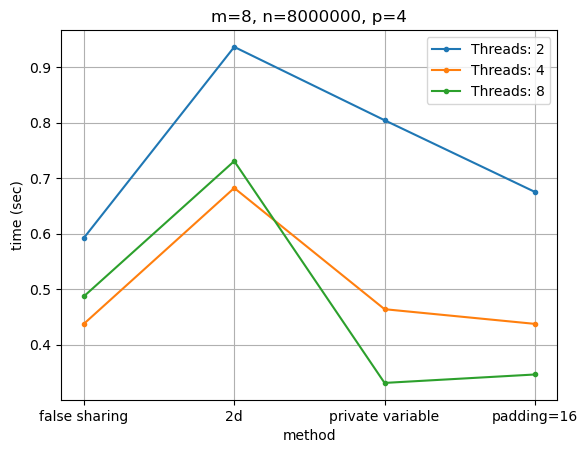 m=8, n=8000000, p=4
Threads: 2
Threads: 4
Threads: 8
time (sec)
0.9
0.8
0.7
0.6
0.5
0.4
false sharing 2d private variable padding=16
method